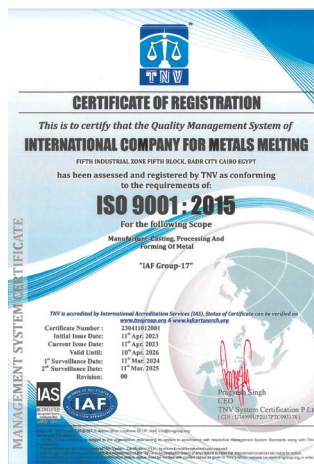 TNV
CERTIFICATE OF REGISTRATION
This is to certify that the Quality Management System of
INTERNATIONAL COMPANY FOR METALS MELTING
FIFTH INDUSTRIAL ZONE FIFTH BLOCK, BADR CITY CAIRO EGYPT
has been assessed and registered by TNV as conforming
to the requirements of:
ISO 9001 : 2015
For the following Scope
Manufacture, Casting, Processing And
Forming Of Metal
"IAF Group-17"
MANAGEMENT SYSTEM CERTIFICATE
TNV is accredited by International Accreditation Services (IAS), Status of Certificate can be verified on
www.tnvgroup.org & www.iafcertsearch.org
Certificate Number : 230411012001
Initial Issue Date: 11th Apr. 2023
Current Issue Date: 11th Apr. 2023
Valid Until: 10th Apr. 2026
1st Surveillance Date: 11th Mar. 2024
2nd Surveillance Date: 11th Mar. 2025
Revision: 00
IAS
ACCREDITED
IAF
Pragyesh Singh
CEO
TNV System Certification P Lt